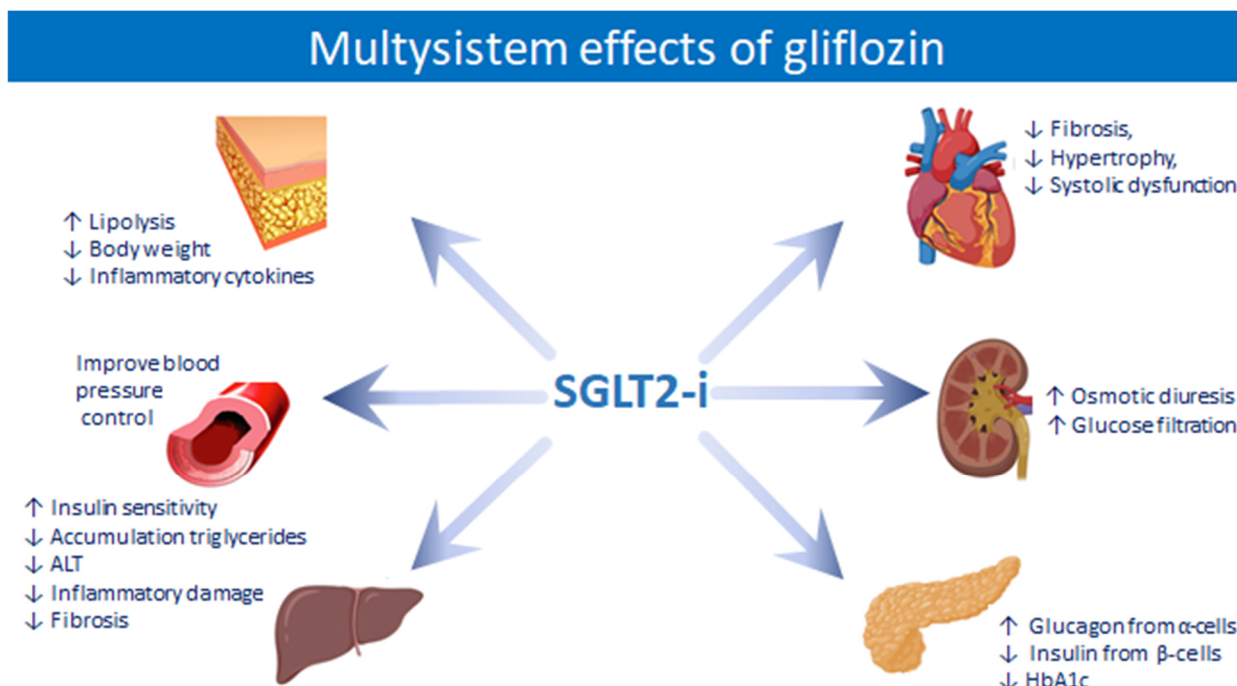 Multysistem effects of gliflozin
↑ Lipolysis
↓ Body weight
↓ Inflammatory cytokines
↓ Fibrosis,
↓ Hypertrophy,
↓ Systolic dysfunction
Improve blood
pressure
control
SGLT2-i
↑ Osmotic diuresis
↑ Glucose filtration
↑ Insulin sensitivity
↓ Accumulation triglycerides
↓ ALT
↓ Inflammatory damage
↓ Fibrosis
↑ Glucagon from α-cells
↓ Insulin from β-cells
↓ HbA1c